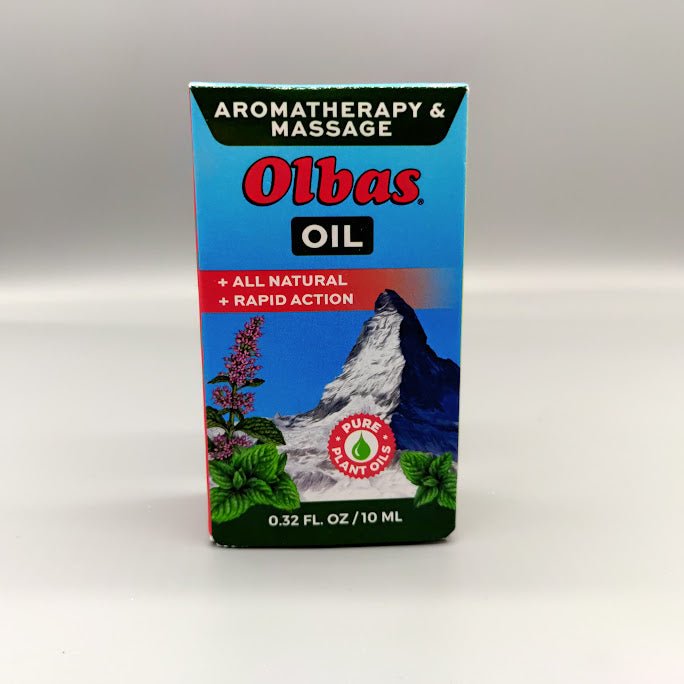 AROMATHERAPY &
MASSAGE
Olbas®
OIL
+ ALL NATURAL
+ RAPID ACTION
PURE
PLANT OILS
0.32 FL. OZ / 10 ML